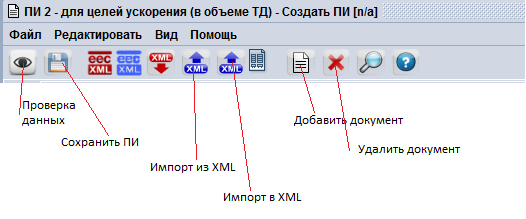 ПИ 2 - для целей ускорения (в объеме ТД) - Создать ПИ [n/a]
Файл Редактировать Вид Помощь
eec XML eec XML XML XML XML ?
Проверка
данных
Сохранить ПИ
Добавить документ
Удалить документ
Импорт из XML
Импорт в XML